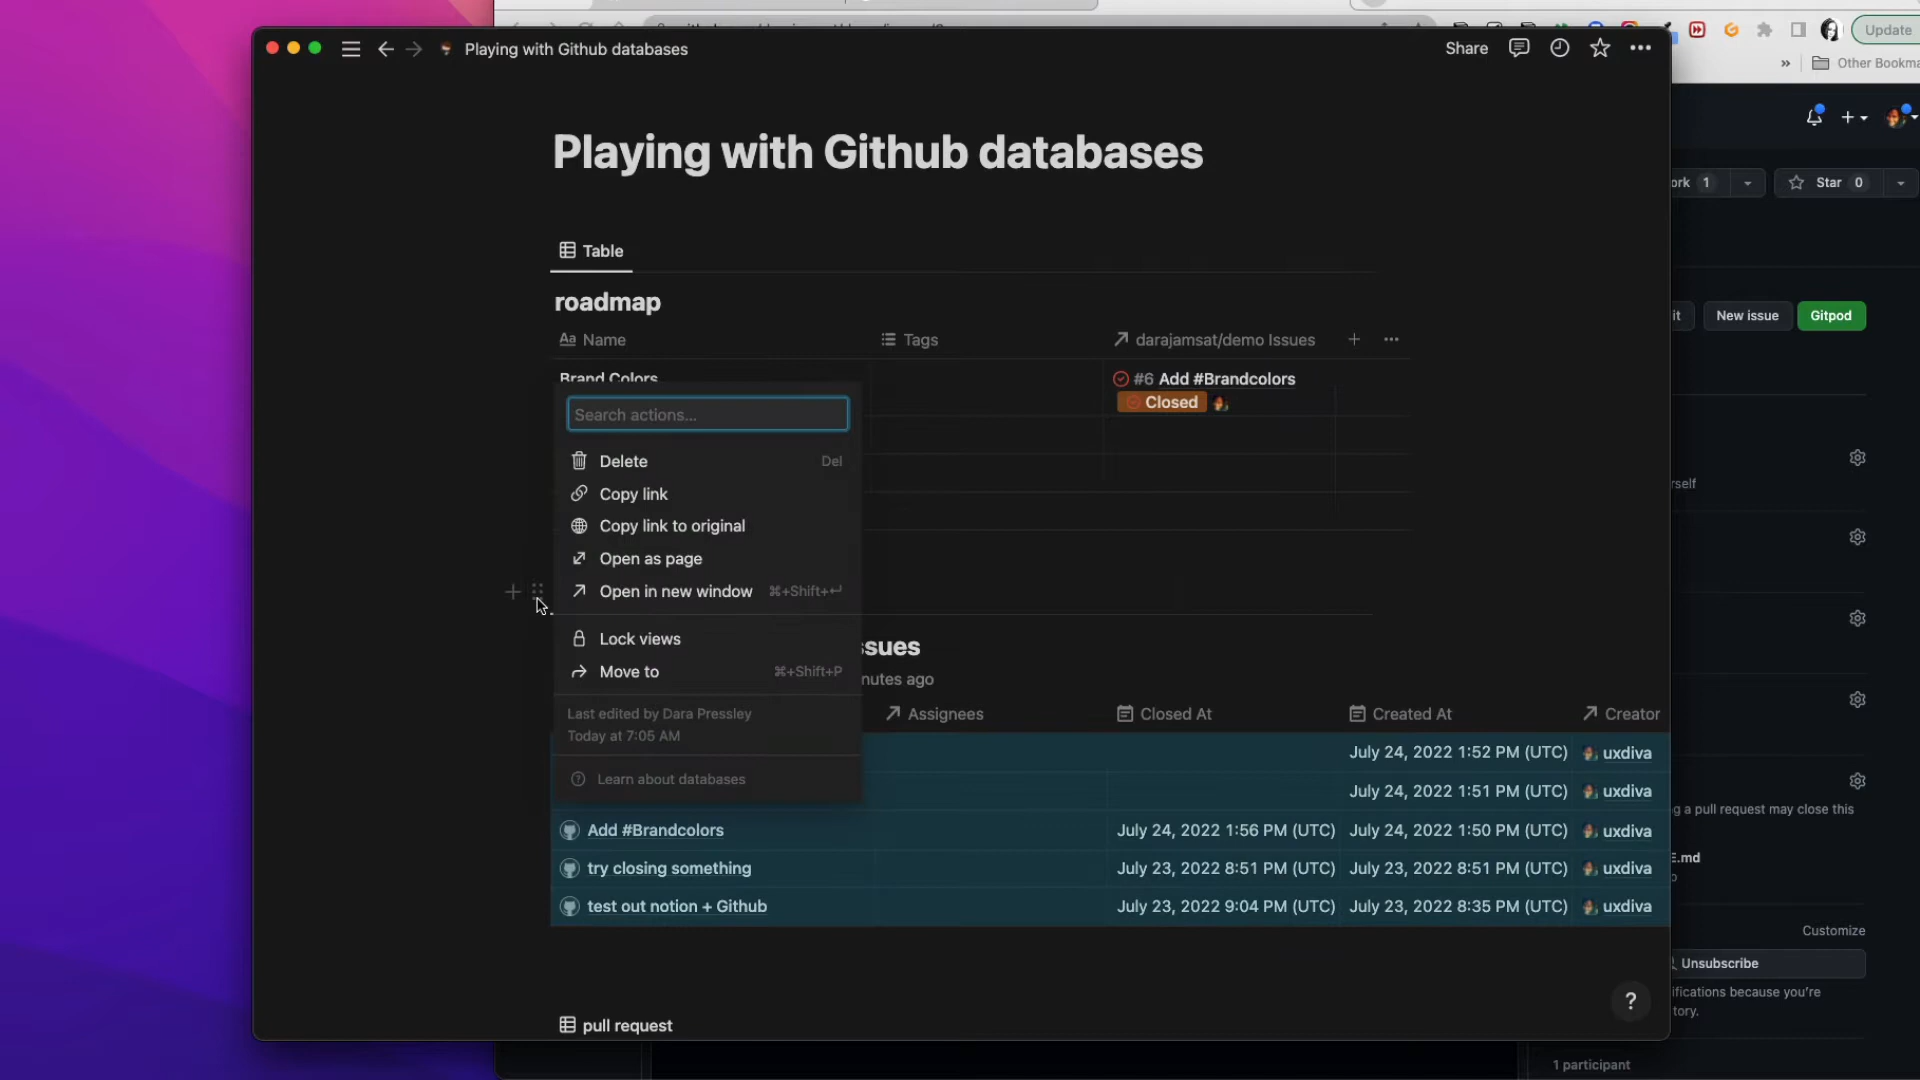 Playing with Github databases
Share
Update
Other Bookma
Playing with Github databases
ork 1
Star 0
Table
roadmap
Aa Name
Tags
darajamsat/demo Issues
it
New issue
Gitpod
Brand Colors
#6 Add #Brandcolors
Closed
Search actions...
Delete Del
Copy link
Copy link to original
Open as page
Open in new window ⌘+Shift+↵
Lock views
Move to ⌘+Shift+P
Last edited by Dara Pressley
Today at 7:05 AM
Learn about databases
rself
ssues
nutes ago
Assignees
Closed At
Created At
Creator
July 24, 2022 1:52 PM (UTC) uxdiva
July 24, 2022 1:51 PM (UTC) uxdiva
Add #Brandcolors July 24, 2022 1:56 PM (UTC) July 24, 2022 1:50 PM (UTC) uxdiva
try closing something July 23, 2022 8:51 PM (UTC) July 23, 2022 8:51 PM (UTC) uxdiva
test out notion + Github July 23, 2022 9:04 PM (UTC) July 23, 2022 8:35 PM (UTC) uxdiva
g a pull request may close this
E.md
Customize
Unsubscribe
ifications because you're
tory.
pull request
?
1 participant